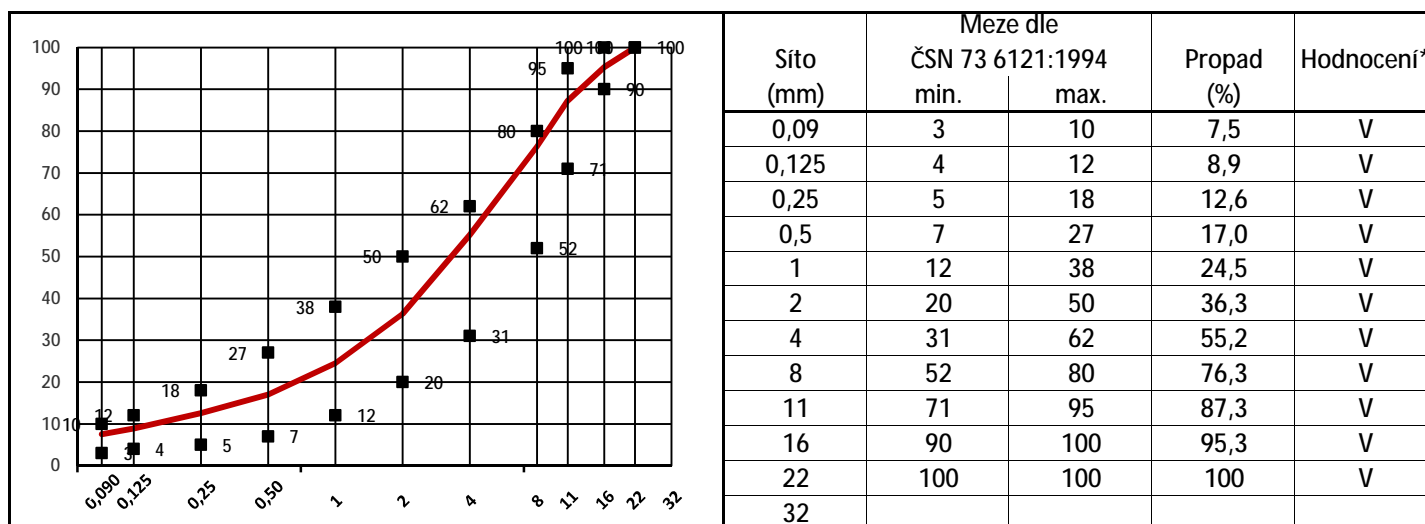 100
90
80
70
60
50
40
30
20
10
0
100 100 100
95
90
80
71
62
52
50
38
31
27
20
18
12
7
5
10 12
3 4
0,090 0,125 0,25 0,50 1 2 4 8 11 16 22 32
Meze dle
Síto ČSN 73 6121:1994 Propad Hodnocení*
(mm) min. max. (%)
0,09 3 10 7,5 V
0,125 4 12 8,9 V
0,25 5 18 12,6 V
0,5 7 27 17,0 V
1 12 38 24,5 V
2 20 50 36,3 V
4 31 62 55,2 V
8 52 80 76,3 V
11 71 95 87,3 V
16 90 100 95,3 V
22 100 100 100 V
32